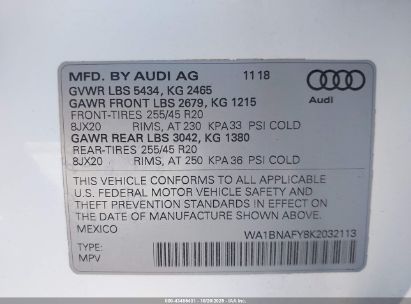 MFD. BY AUDI AG 11 18
GVWR LBS 5434, KG 2465
GAWR FRONT LBS 2679, KG 1215
FRONT-TIRES 255/45 R20
8JX20 RIMS, AT 230 KPA 33 PSI COLD
GAWR REAR LBS 3042, KG 1380
REAR-TIRES 255/45 R20
8JX20 RIMS, AT 250 KPA 36 PSI COLD
Audi
THIS VEHICLE CONFORMS TO ALL APPLICABLE
U.S. FEDERAL MOTOR VEHICLE SAFETY AND
THEFT PREVENTION STANDARDS IN EFFECT ON
THE DATE OF MANUFACTURE SHOWN ABOVE.
MEXICO WA1BNAFY8K2032113
TYPE:
MPV